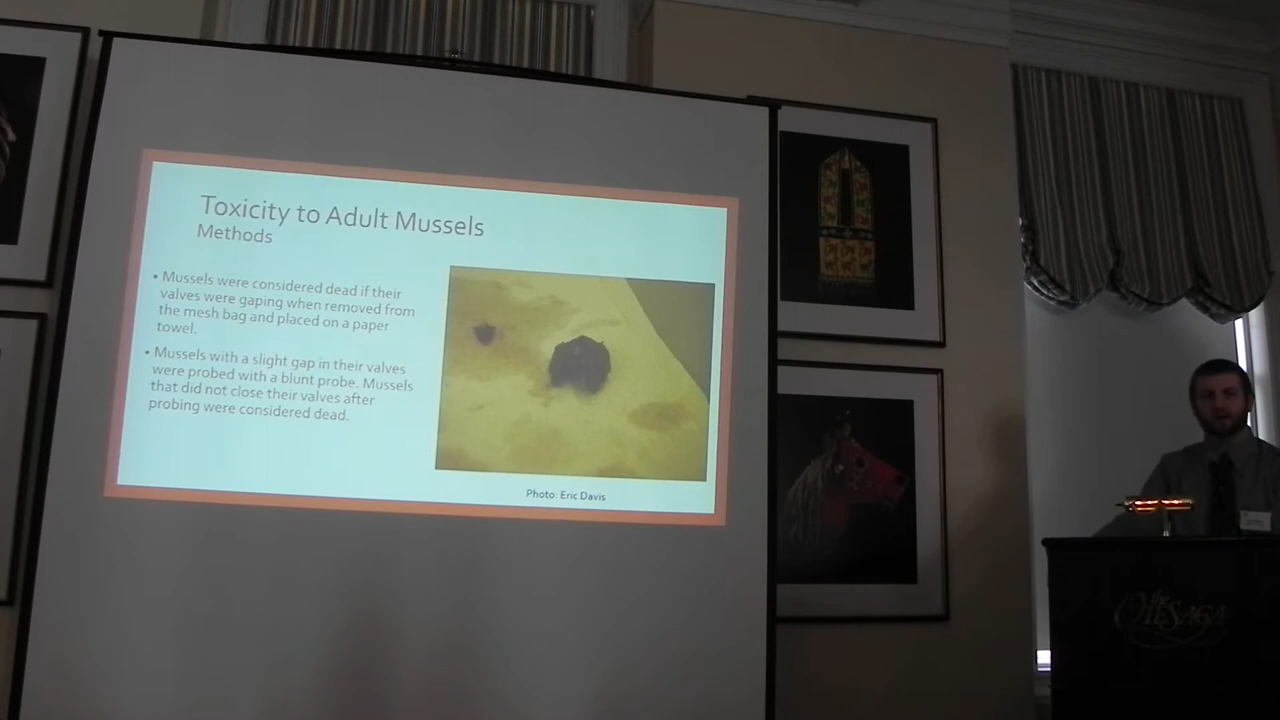 Toxicity to Adult Mussels
Methods
• Mussels were considered dead if their
valves were gaping when removed from
the mesh bag and placed on a paper
towel.
• Mussels with a slight gap in their valves
were probed with a blunt probe. Mussels
that did not close their valves after
probing were considered dead.
Photo: Eric Davis
the
OTESAGA